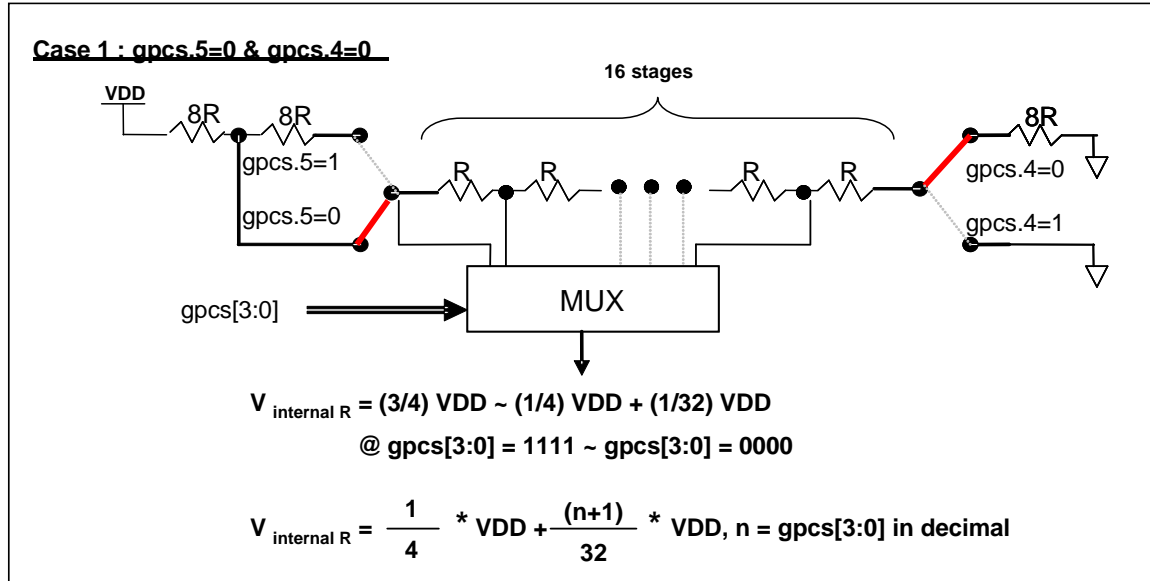 Case 1 : gpcs.5=0 & gpcs.4=0
16 stages
VDD
8R
8R
8R
gpcs.5=1
R
R
R
R
gpcs.4=0
gpcs.5=0
gpcs.4=1
MUX
gpcs[3:0]
V internal R = (3/4) VDD ~ (1/4) VDD + (1/32) VDD
@ gpcs[3:0] = 1111 ~ gpcs[3:0] = 0000
V internal R = 1/4 * VDD + (n+1)/32 * VDD, n = gpcs[3:0] in decimal